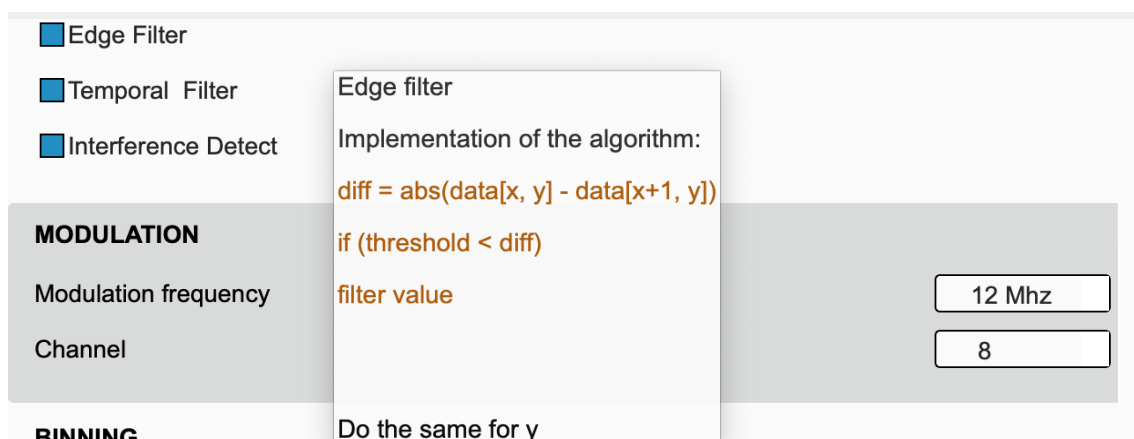 Edge Filter
Temporal  Filter
Interference Detect
Edge filter
Implementation of the algorithm:
diff = abs(data[x, y] - data[x+1, y])
if (threshold < diff)
filter value
Do the same for y
MODULATION
Modulation frequency
12 Mhz
Channel
8
BINNING